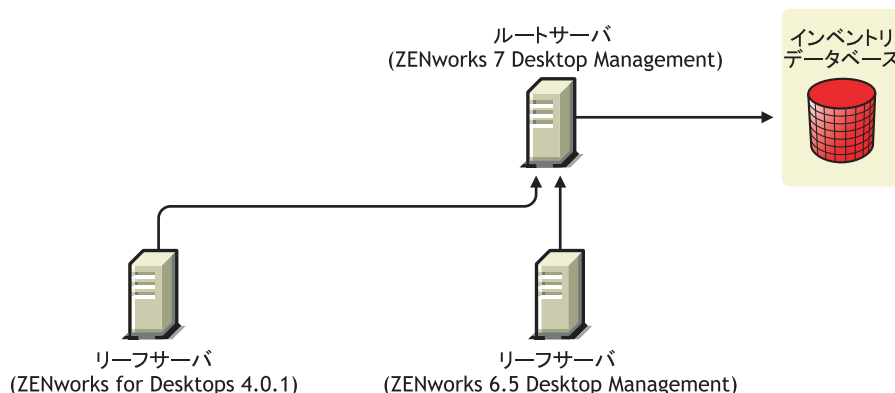 ルートサーバ
(ZENworks 7 Desktop Management)
インベントリ
データベース
リーフサーバ
(ZENworks for Desktops 4.0.1)
リーフサーバ
(ZENworks 6.5 Desktop Management)